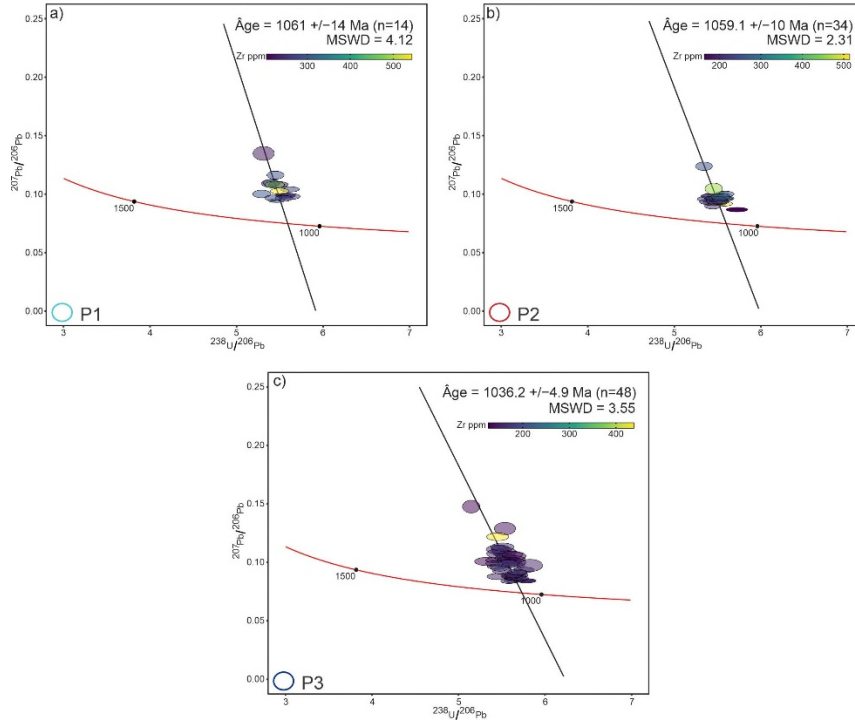 a)
Âge = 1061 +/−14 Ma (n=14)
MSWD = 4.12
Zr ppm
300 400 500
0.25
0.20
0.15
0.10
0.05
0.00
207Pb/206Pb
1500
1000
P1
3 4 5 6 7
238U/206Pb
b)
Âge = 1059.1 +/−10 Ma (n=34)
MSWD = 2.31
Zr ppm
200 300 400 500
0.25
0.20
0.15
0.10
0.05
0.00
207Pb/206Pb
1500
1000
P2
3 4 5 6 7
238U/206Pb
c)
Âge = 1036.2 +/−4.9 Ma (n=48)
MSWD = 3.55
Zr ppm
200 300 400
0.25
0.20
0.15
0.10
0.05
0.00
207Pb/206Pb
1500
1000
P3
3 4 5 6 7
238U/206Pb